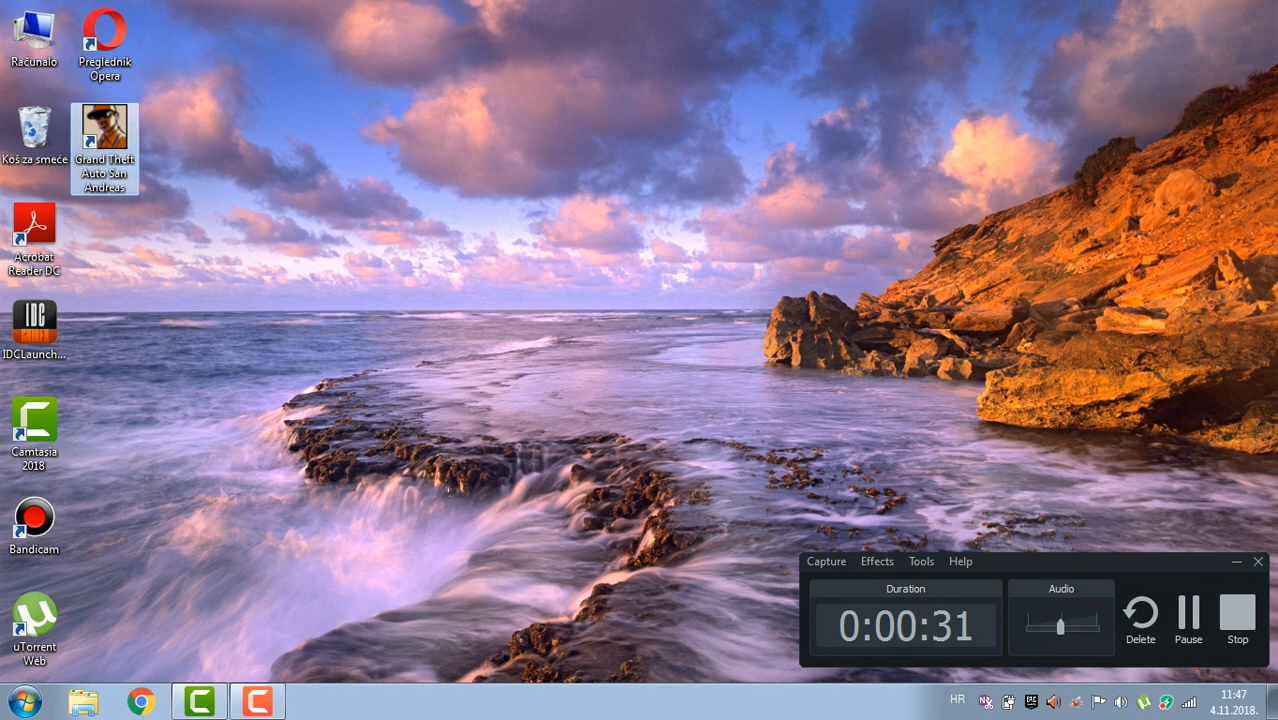 Računalo
Preglednik
Opera
Koš za smeće
Grand Theft
Auto San
Andreas
Acrobat
Reader DC
IDC
GAMES
IDCLaunch...
Camtasia
2018
Bandicam
uTorrent
Web
Capture Effects Tools Help
Duration
0:00:31
Audio
Delete Pause Stop
HR
11:47
4.11.2018.